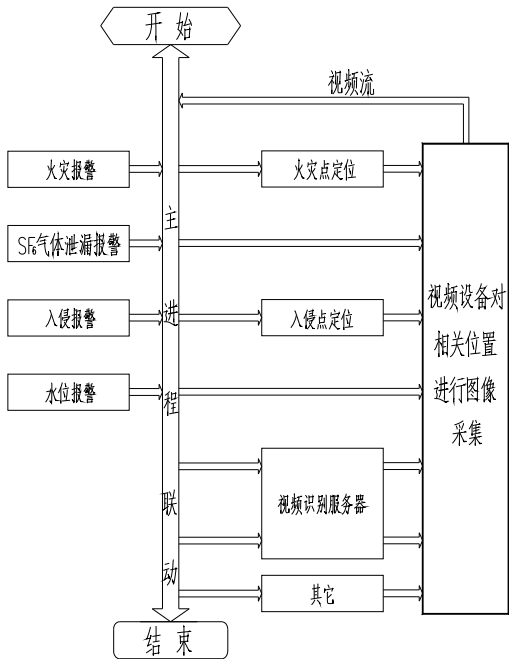 开 始
视频流
火灾报警
火灾点定位
SF6气体泄漏报警
入侵报警
入侵点定位
水位报警
主
进
程
联
动
视频设备对
相关位置
进行图像
采集
视频识别服务器
其它
结 束